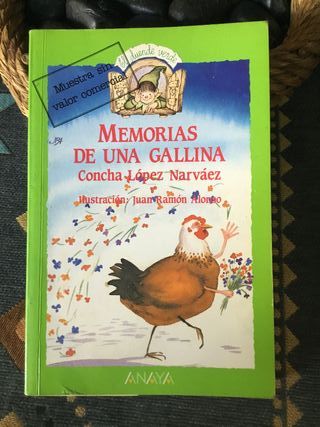 El duende verde
Muestra sin
valor comercial
MEMORIAS
DE UNA GALLINA
Concha López Narváez
Ilustración: Juan Ramón Alonso
ANAYA